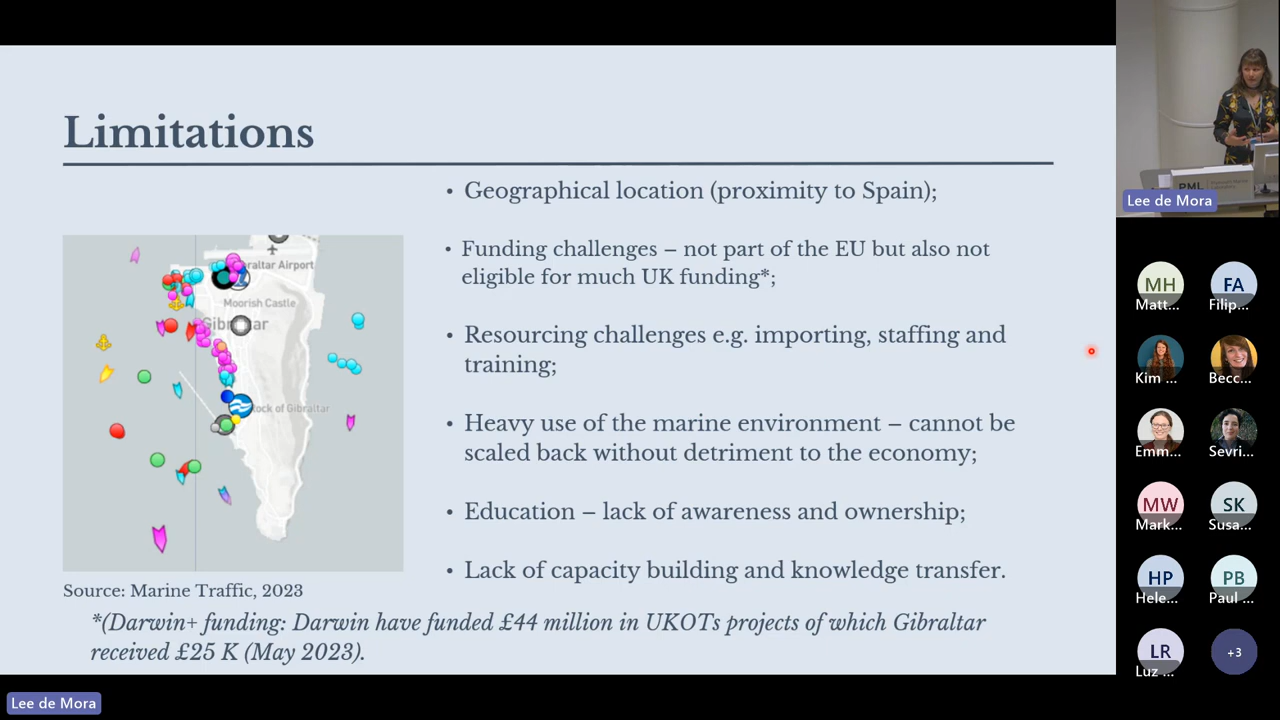 Limitations
• Geographical location (proximity to Spain);
• Funding challenges – not part of the EU but also not
eligible for much UK funding*;
• Resourcing challenges e.g. importing, staffing and
training;
• Heavy use of the marine environment – cannot be
scaled back without detriment to the economy;
• Education – lack of awareness and ownership;
• Lack of capacity building and knowledge transfer.
raltar Airport
Moorish Castle
Gibraltar
ock of Gibraltar
Source: Marine Traffic, 2023
*(Darwin+ funding: Darwin have funded £44 million in UKOTs projects of which Gibraltar
received £25 K (May 2023).
Lee de Mora
PML
Lee de Mora
MH
Matt...
FA
Filip...
Kim ...
Becc...
Emm...
Sevri...
MW
Mark...
SK
Susa...
HP
Hele...
PB
Paul ...
LR
Luz ...
+3